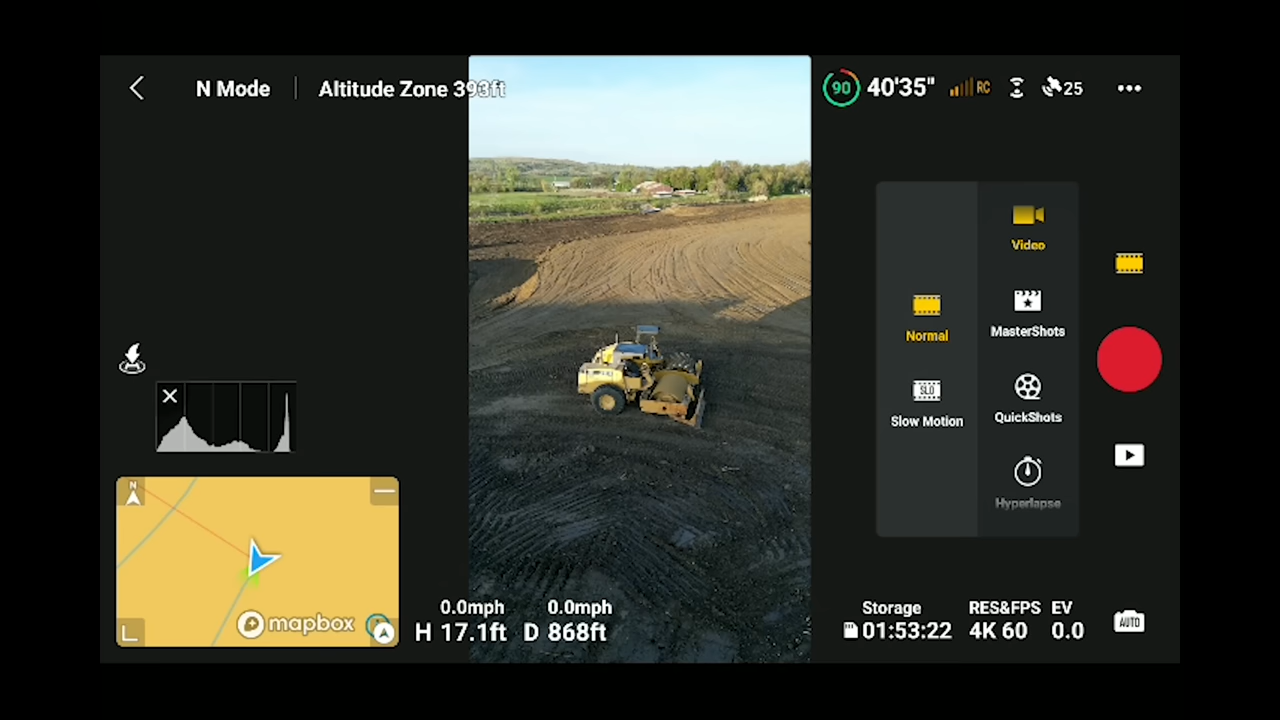 N Mode
Altitude Zone 393ft
90
40'35"
RC
25
Video
MasterShots
QuickShots
Hyperlapse
Normal
SLO
Slow Motion
N
mapbox
0.0mph 0.0mph
H 17.1ft D 868ft
Storage
01:53:22
RES&FPS
4K 60
EV
0.0
AUTO